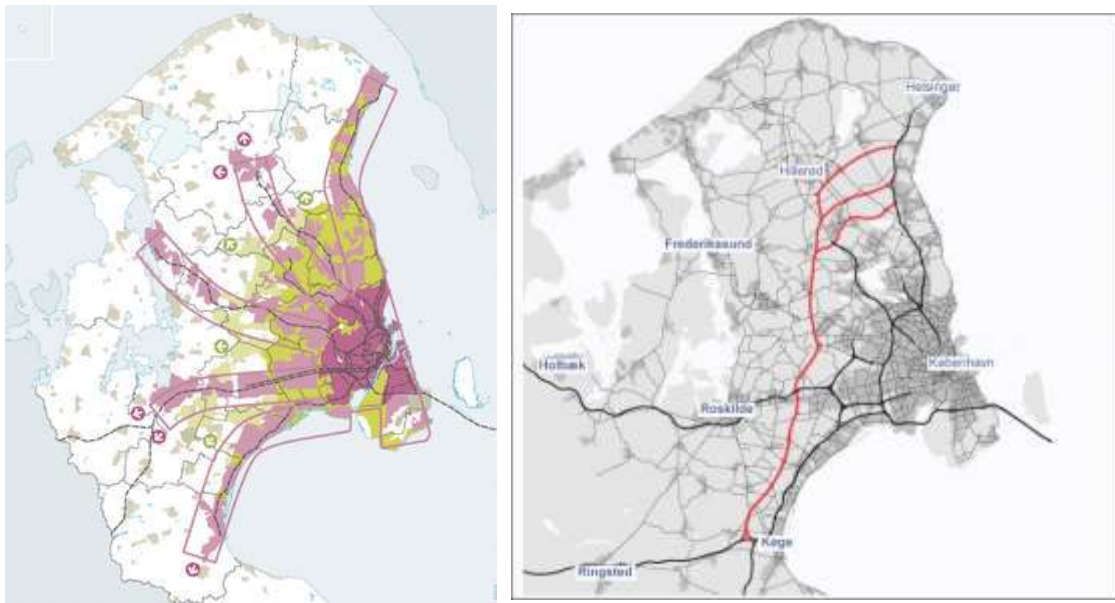 Helsingør
Hillerød
Frederikssund
København
Holbæk
Roskilde
Køge
Ringsted